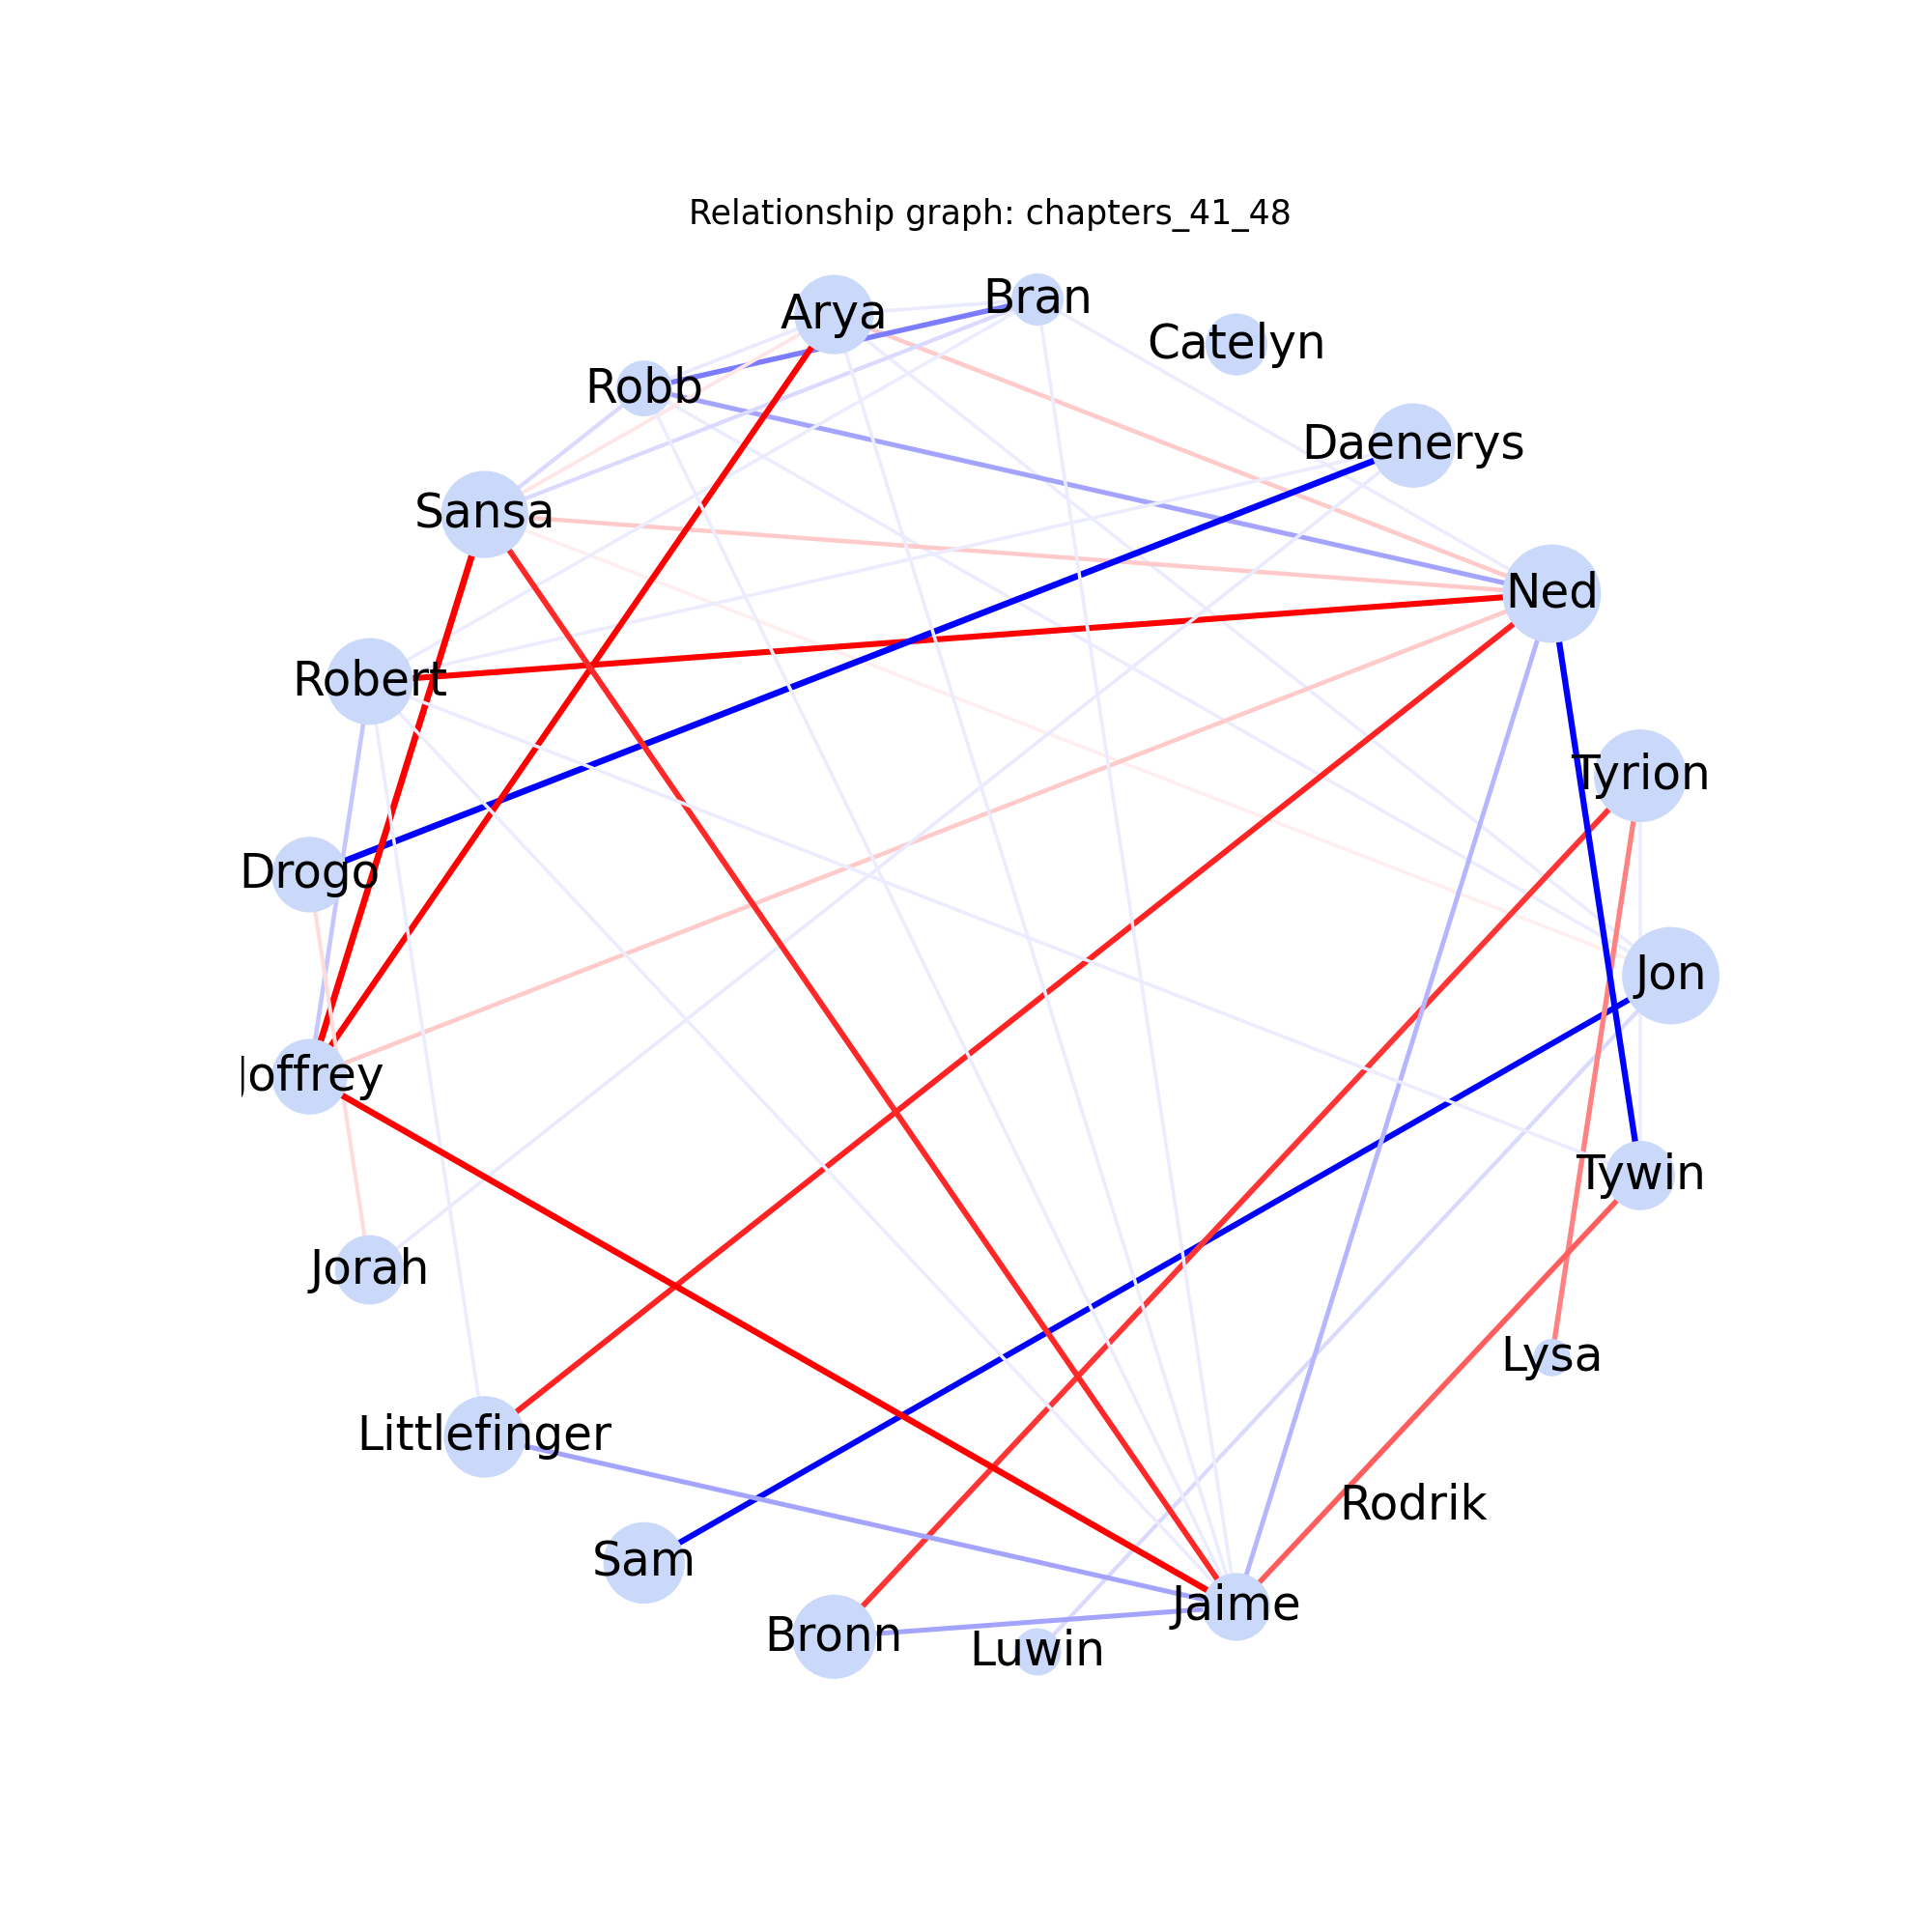 Relationship graph: chapters_41_48
Bran
Arya
Catelyn
Robb
Daenerys
Sansa
Ned
Robert
Tyrion
Drogo
Jon
Joffrey
Tywin
Jorah
Lysa
Littlefinger
Rodrik
Sam
Jaime
Bronn
Luwin